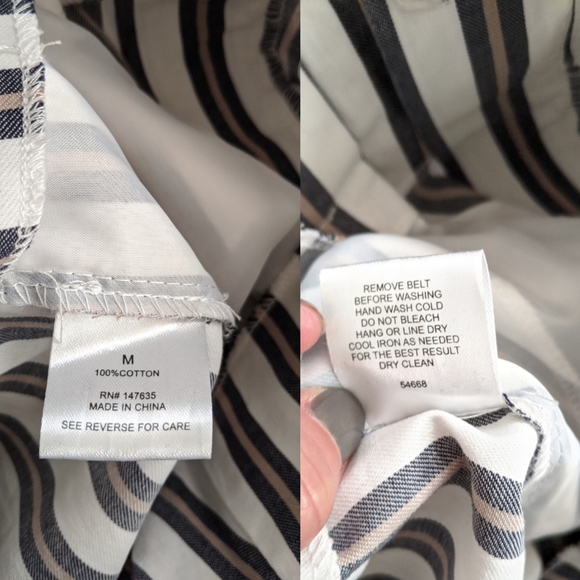 M
100%COTTON
RN# 147635
MADE IN CHINA
SEE REVERSE FOR CARE
REMOVE BELT
BEFORE WASHING
HAND WASH COLD
DO NOT BLEACH
HANG OR LINE DRY
COOL IRON AS NEEDED
FOR THE BEST RESULT
DRY CLEAN
54668